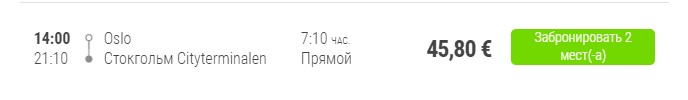 14:00 Oslo 7:10 час.
21:10 Стокгольм Cityterminalen Прямой
45,80 €
Забронировать 2
мест(-а)